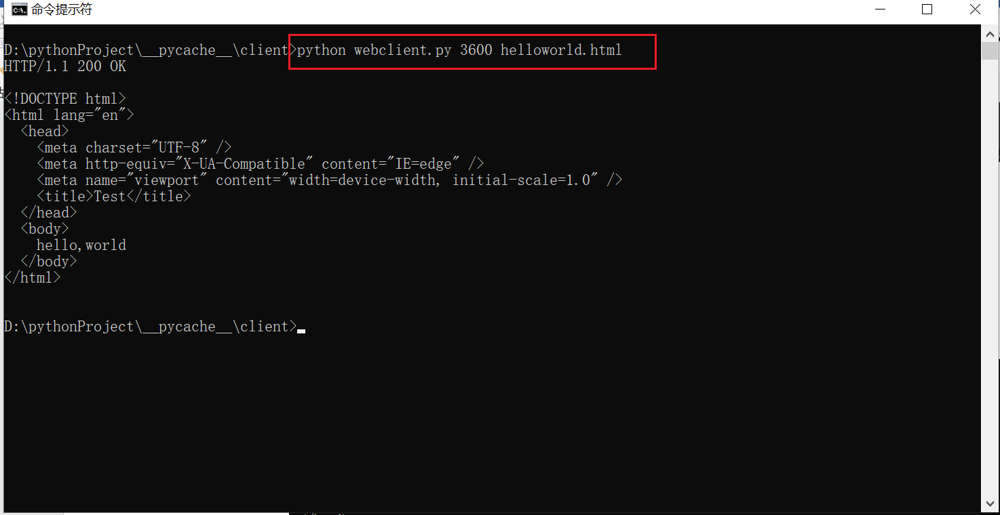 命令提示符
D:\pythonProject\__pycache__\client>python webclient.py 3600 helloworld.html
HTTP/1.1 200 OK
<!DOCTYPE html>
<html lang="en">
<head>
<meta charset="UTF-8" />
<meta http-equiv="X-UA-Compatible" content="IE=edge" />
<meta name="viewport" content="width=device-width, initial-scale=1.0" />
<title>Test</title>
</head>
<body>
hello,world
</body>
</html>
D:\pythonProject\__pycache__\client>